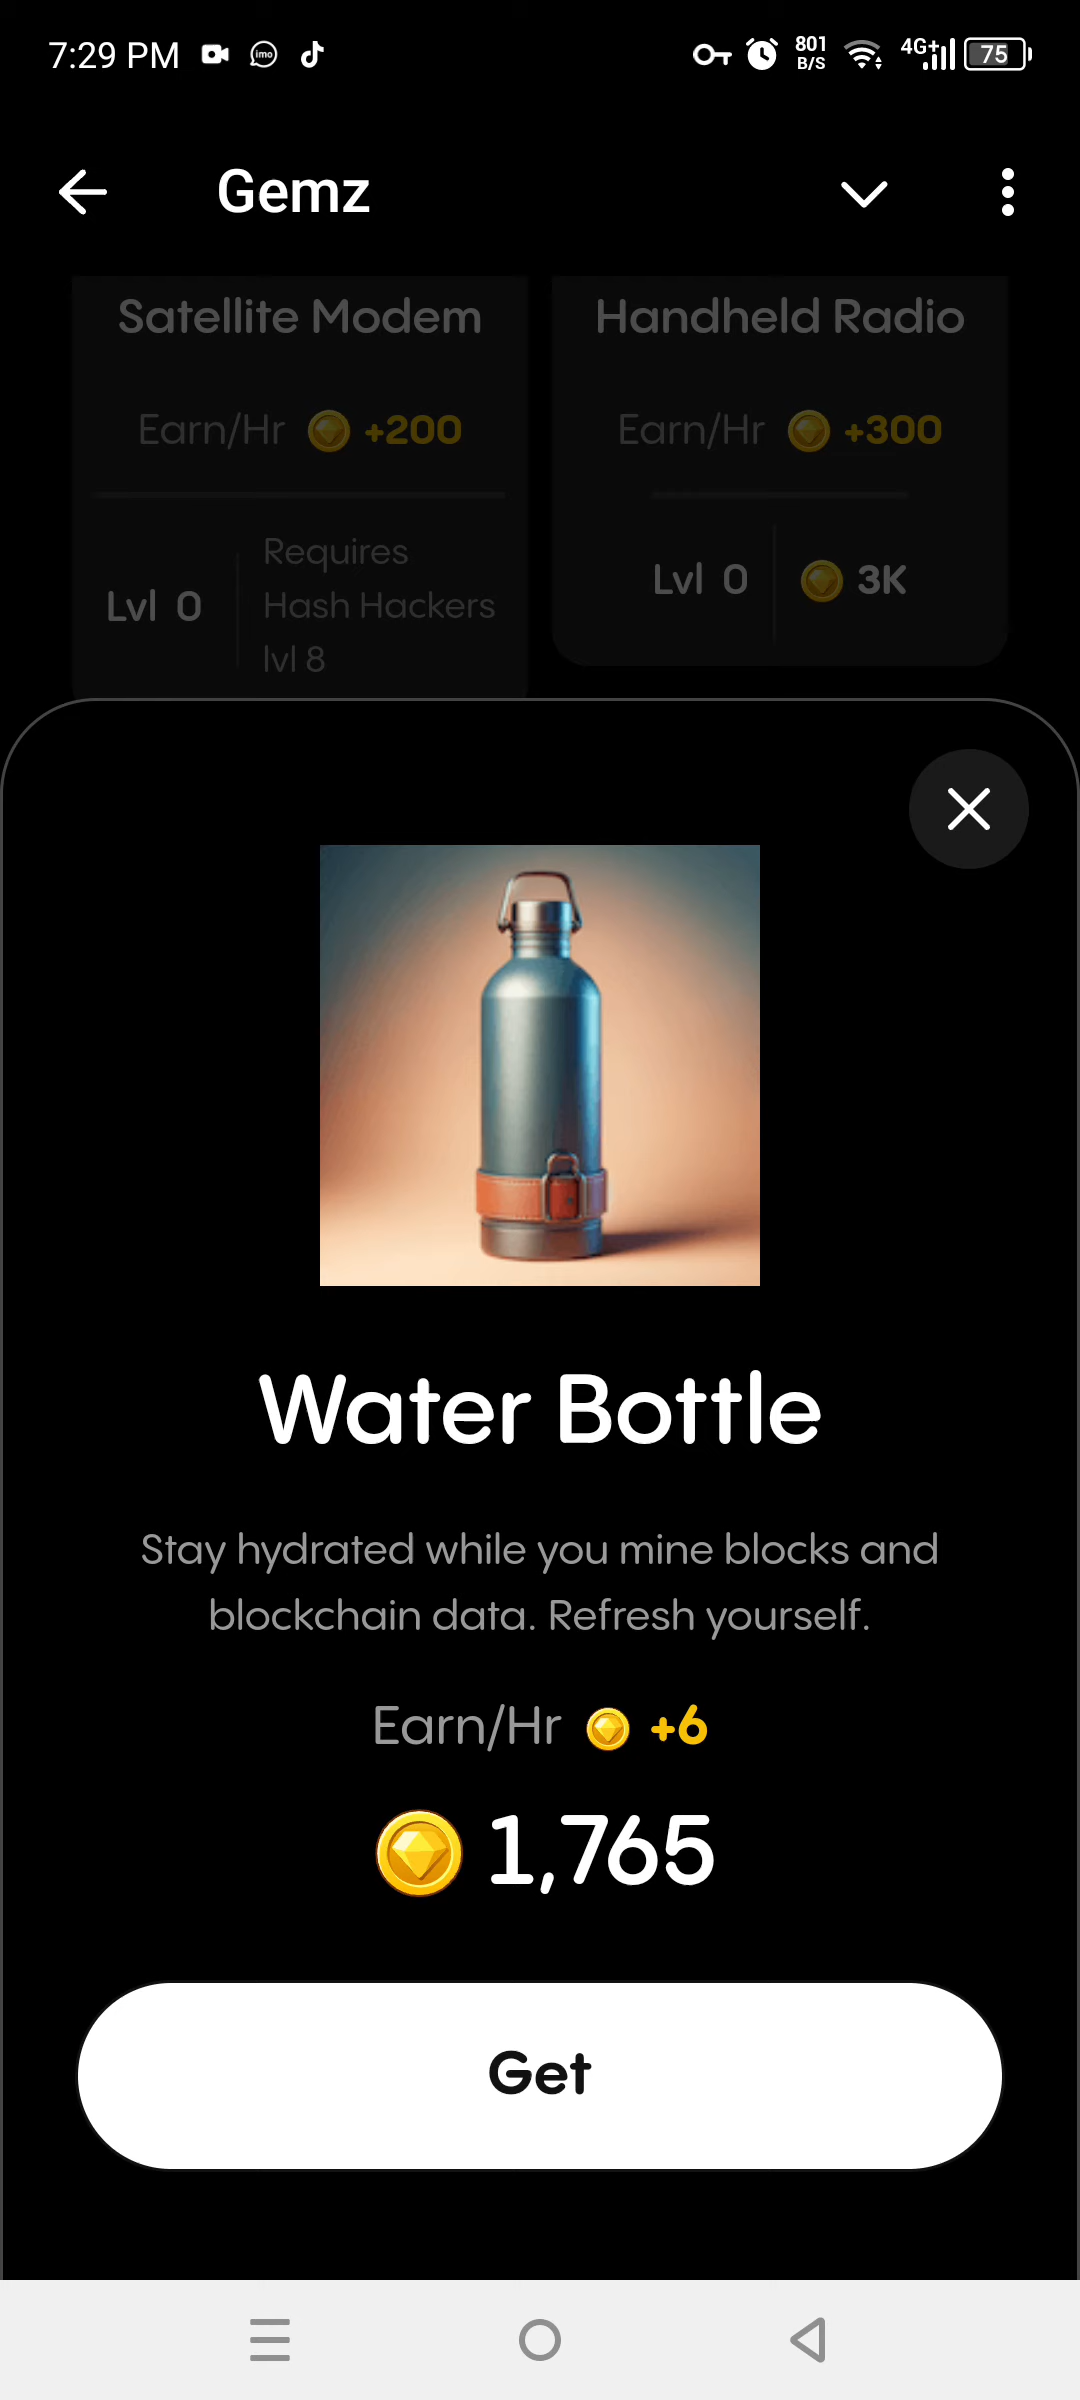 7:29 PM imo 801 B/S 4G+ 75
Gemz
Satellite Modem
Earn/Hr +200
Lvl 0
Requires
Hash Hackers
lvl 8
Handheld Radio
Earn/Hr +300
Lvl 0 3K
Water Bottle
Stay hydrated while you mine blocks and
blockchain data. Refresh yourself.
Earn/Hr +6
1,765
Get